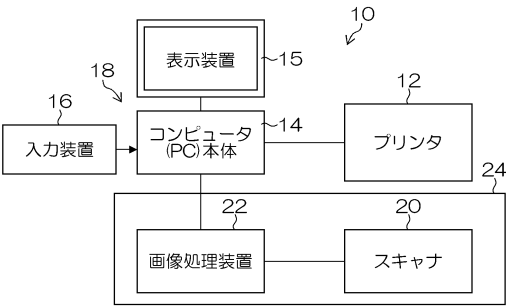 10
表示装置
15
18
16
12
入力装置
コンピュータ
(PC)本体
14
プリンタ
24
22
20
画像処理装置
スキャナ